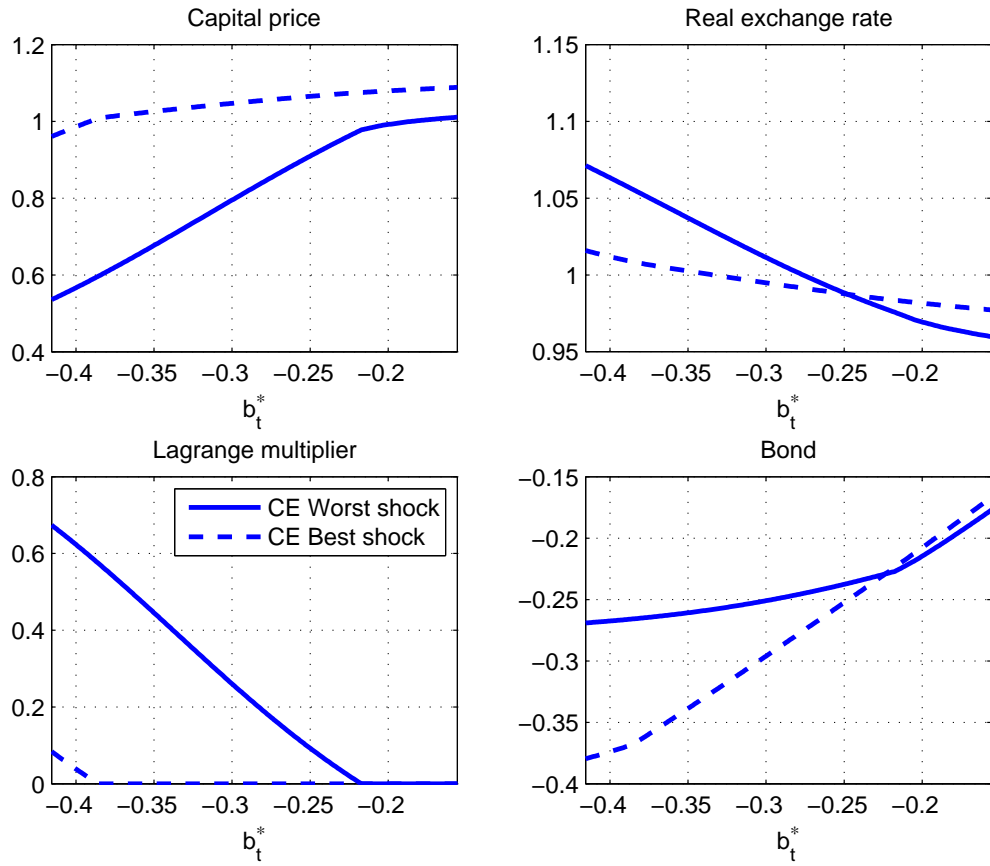 Capital price
1.2
1
0.8
0.6
0.4
−0.4 −0.35 −0.3 −0.25 −0.2
b_t^*
Real exchange rate
1.15
1.1
1.05
1
0.95
−0.4 −0.35 −0.3 −0.25 −0.2
b_t^*
Lagrange multiplier
0.8
0.6
0.4
0.2
0
CE Worst shock
CE Best shock
−0.4 −0.35 −0.3 −0.25 −0.2
b_t^*
Bond
−0.15
−0.2
−0.25
−0.3
−0.35
−0.4
−0.4 −0.35 −0.3 −0.25 −0.2
b_t^*